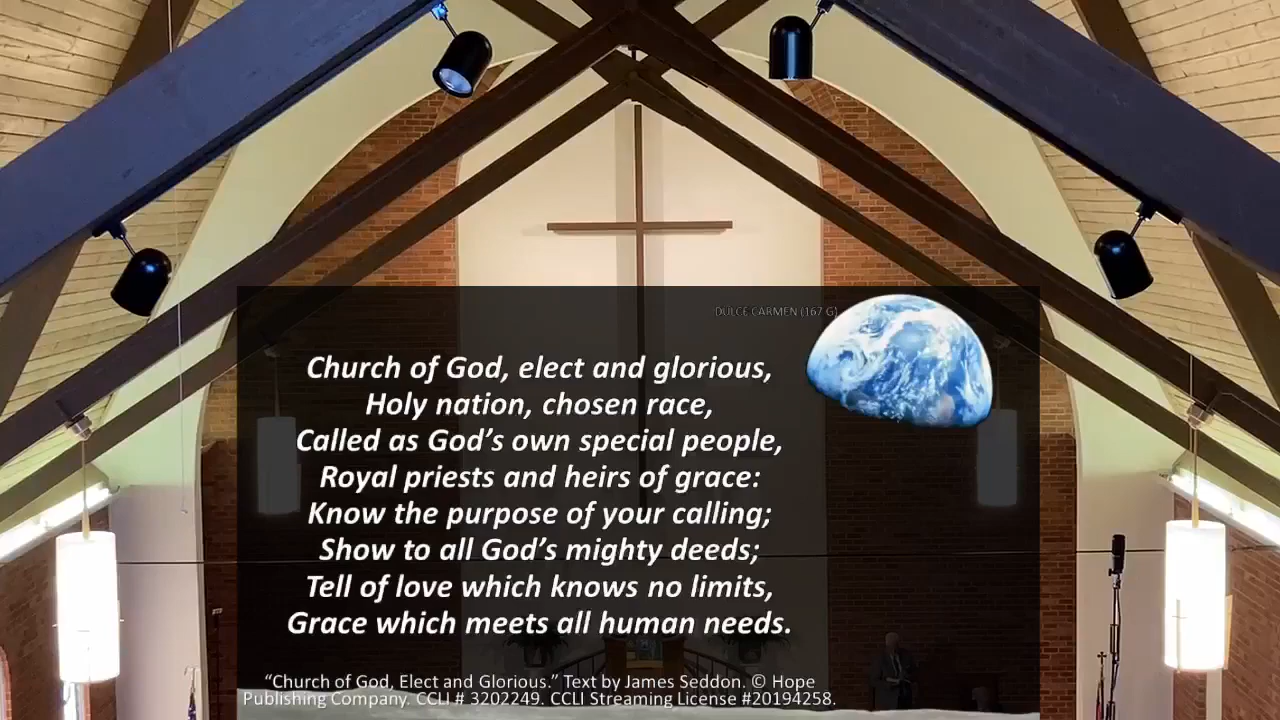 DULCE CARMEN (167 G)
Church of God, elect and glorious,
Holy nation, chosen race,
Called as God’s own special people,
Royal priests and heirs of grace:
Know the purpose of your calling;
Show to all God’s mighty deeds;
Tell of love which knows no limits,
Grace which meets all human needs.
“Church of God, Elect and Glorious.” Text by James Seddon. © Hope
Publishing Company. CCLI # 3202249. CCLI Streaming License #20194258.